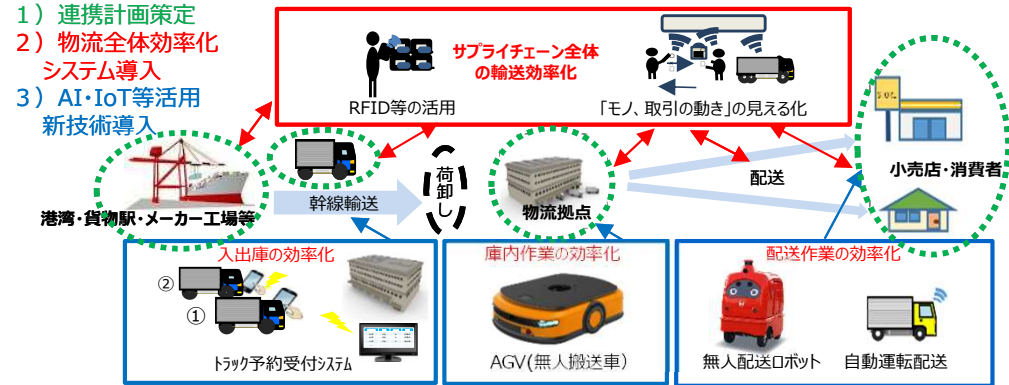 1）連携計画策定
2）物流全体効率化
システム導入
3）AI・IoT等活用
新技術導入
サプライチェーン全体
の輸送効率化
RFID等の活用
「モノ、取引の動き」の見える化
港湾・貨物駅・メーカー工場等
幹線輸送
荷卸し
物流拠点
配送
小売店・消費者
入出庫の効率化
②
①
トラック予約受付システム
庫内作業の効率化
AGV(無人搬送車)
配送作業の効率化
無人配送ロボット
自動運転配送